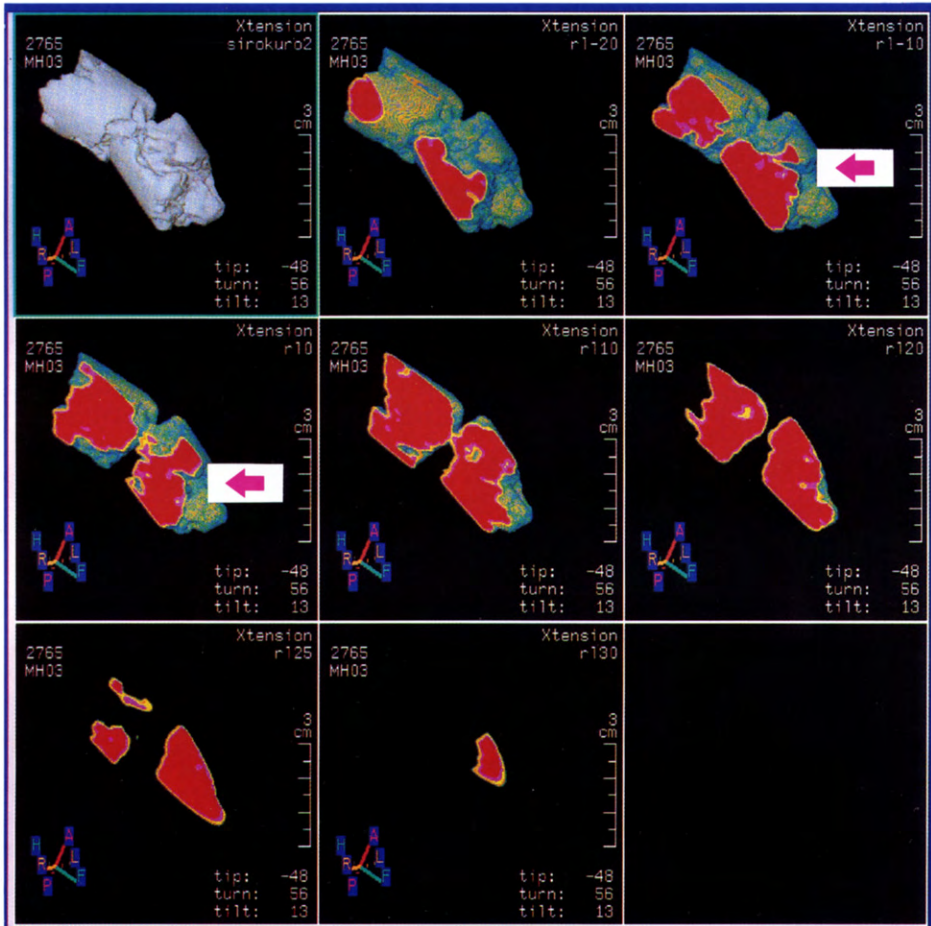 Xtension
sirokuro2
2765
MH03
3
cm
H A
R L
P F
tip: -48
turn: 56
tilt: 13
Xtension
rl-20
2765
MH03
3
cm
H A
R L
P F
tip: -48
turn: 56
tilt: 13
Xtension
rl-10
2765
MH03
3
cm
H A
R L
P F
tip: -48
turn: 56
tilt: 13
Xtension
rl0
2765
MH03
3
cm
H A
R L
P F
tip: -48
turn: 56
tilt: 13
Xtension
rl10
2765
MH03
3
cm
H A
R L
P F
tip: -48
turn: 56
tilt: 13
Xtension
rl20
2765
MH03
3
cm
H A
R L
P F
tip: -48
turn: 56
tilt: 13
Xtension
rl25
2765
MH03
3
cm
H A
R L
P F
tip: -48
turn: 56
tilt: 13
Xtension
rl30
2765
MH03
3
cm
H A
R L
P F
tip: -48
turn: 56
tilt: 13